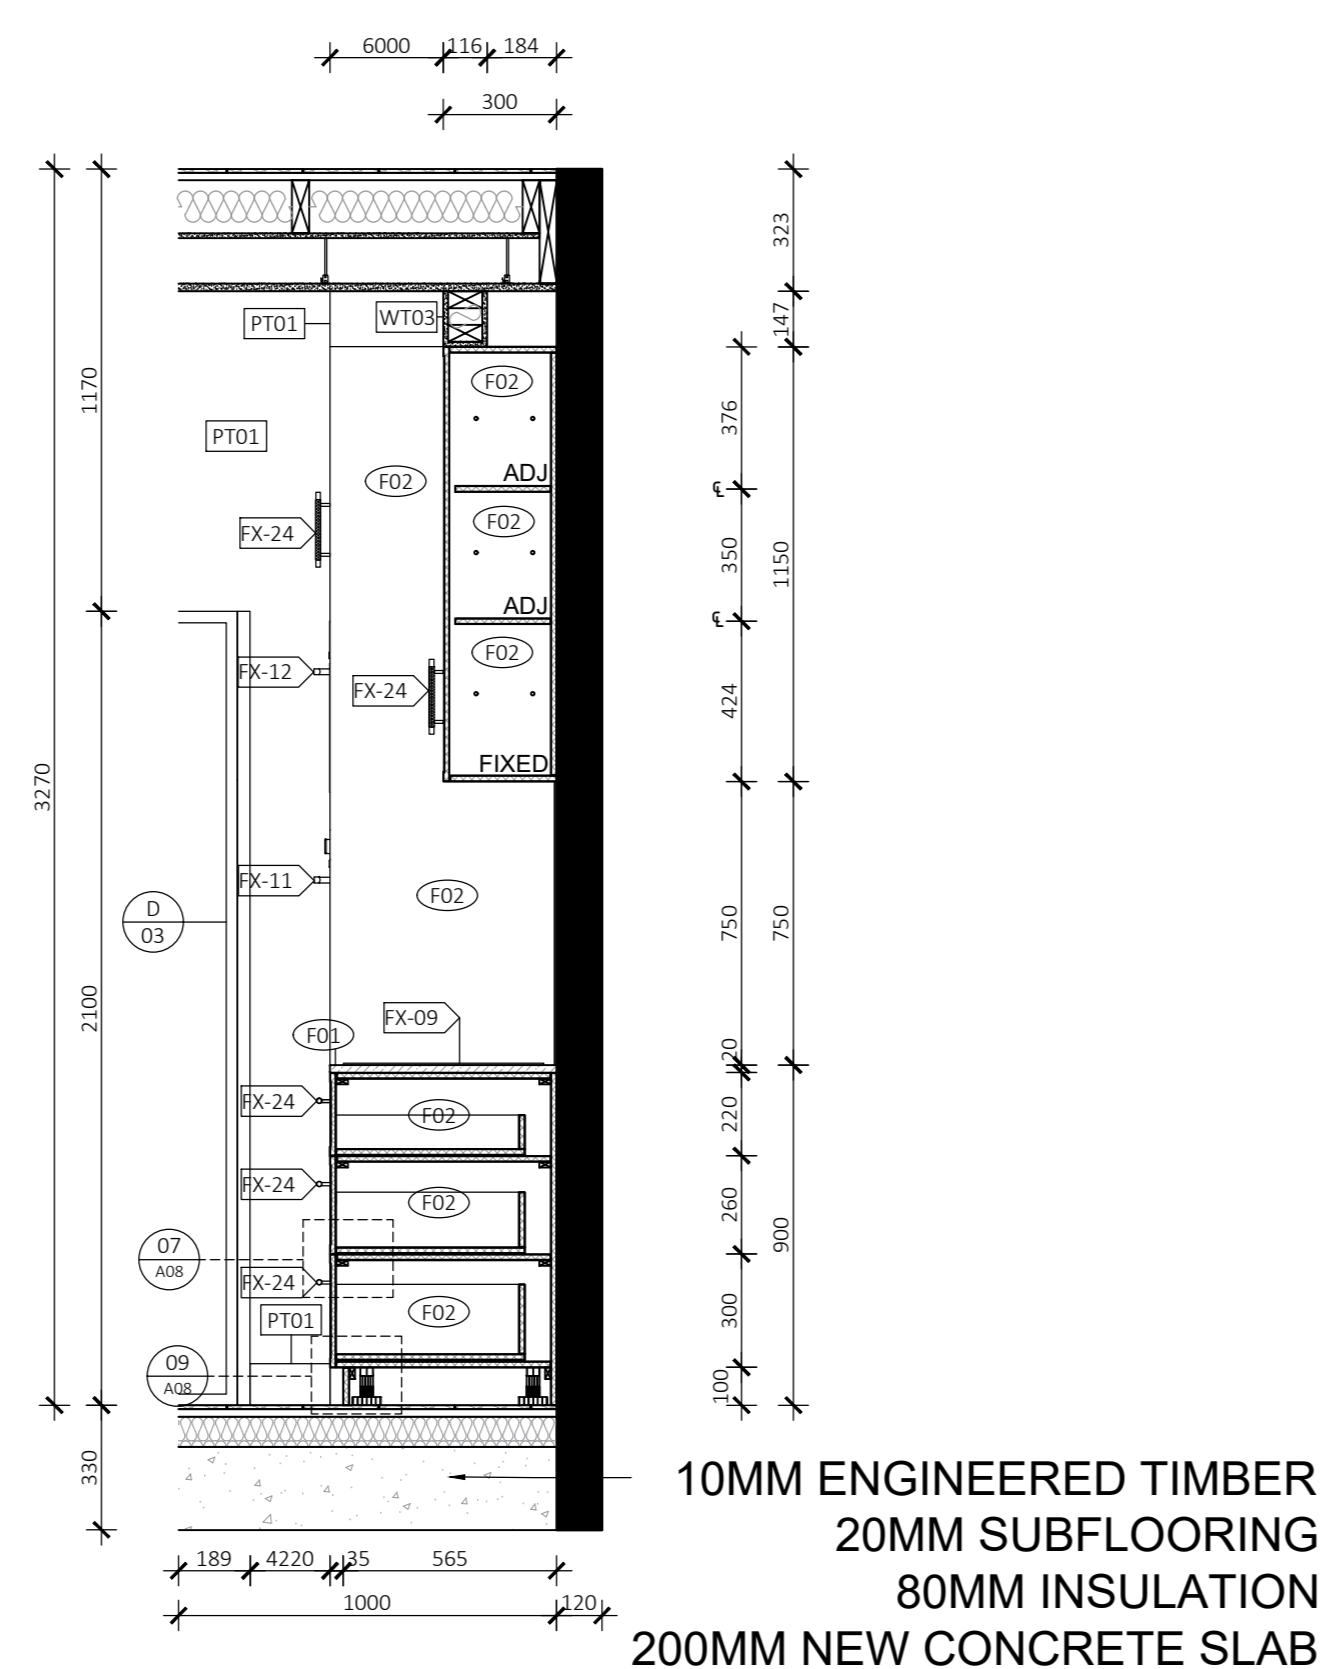 6000 116 184
300
323
147
PT01 WT03
1170
F02
376
PT01
F02
ADJ
℄
FX-24
F02
350
1150
ADJ
℄
FX-12
F02
FX-24
424
FIXED
3270
FX-11
F02
D
03
750 750
2100
F01
FX-09
20
FX-24
F02
220
FX-24
F02
260
900
07
A08
FX-24
F02
300
PT01
09
A08
100
330
10MM ENGINEERED TIMBER
20MM SUBFLOORING
80MM INSULATION
200MM NEW CONCRETE SLAB
189 4220 35 565
1000 120